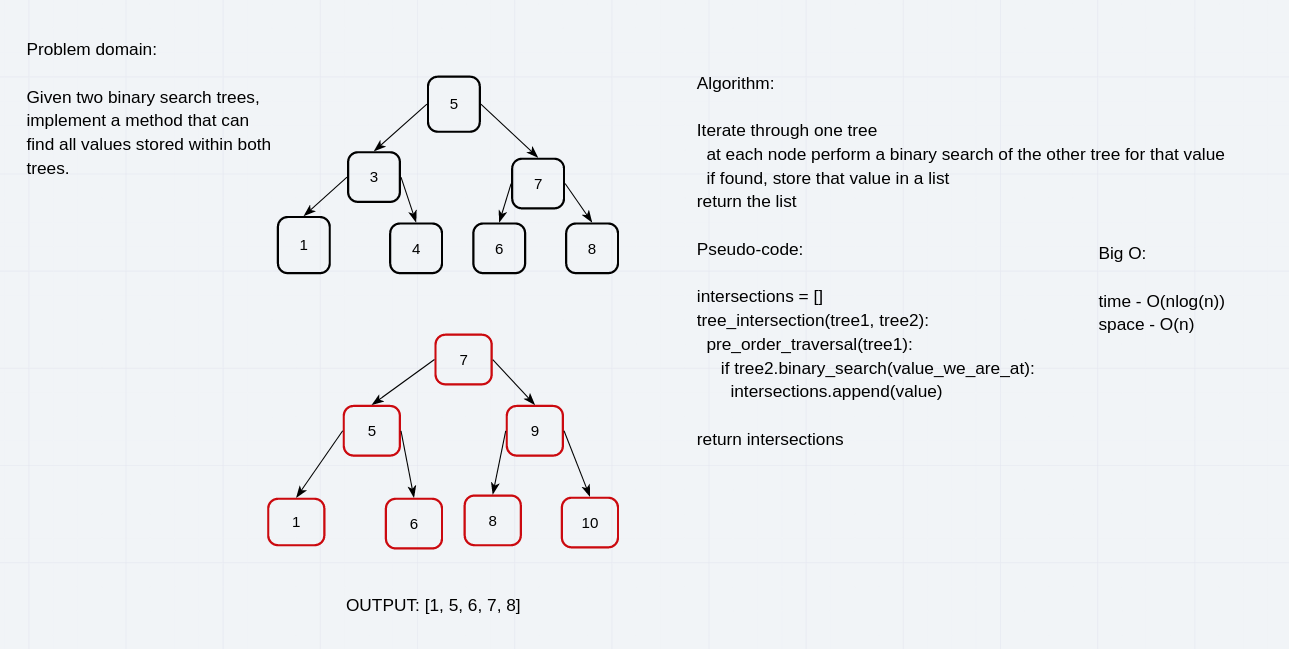 Problem domain:
Given two binary search trees,
implement a method that can
find all values stored within both
trees.
5
3
7
1
4
6
8
7
5
9
1
6
8
10
OUTPUT: [1, 5, 6, 7, 8]
Algorithm:
Iterate through one tree
at each node perform a binary search of the other tree for that value
if found, store that value in a list
return the list
Pseudo-code:
intersections = []
tree_intersection(tree1, tree2):
pre_order_traversal(tree1):
if tree2.binary_search(value_we_are_at):
intersections.append(value)
return intersections
Big O:
time - O(nlog(n))
space - O(n)